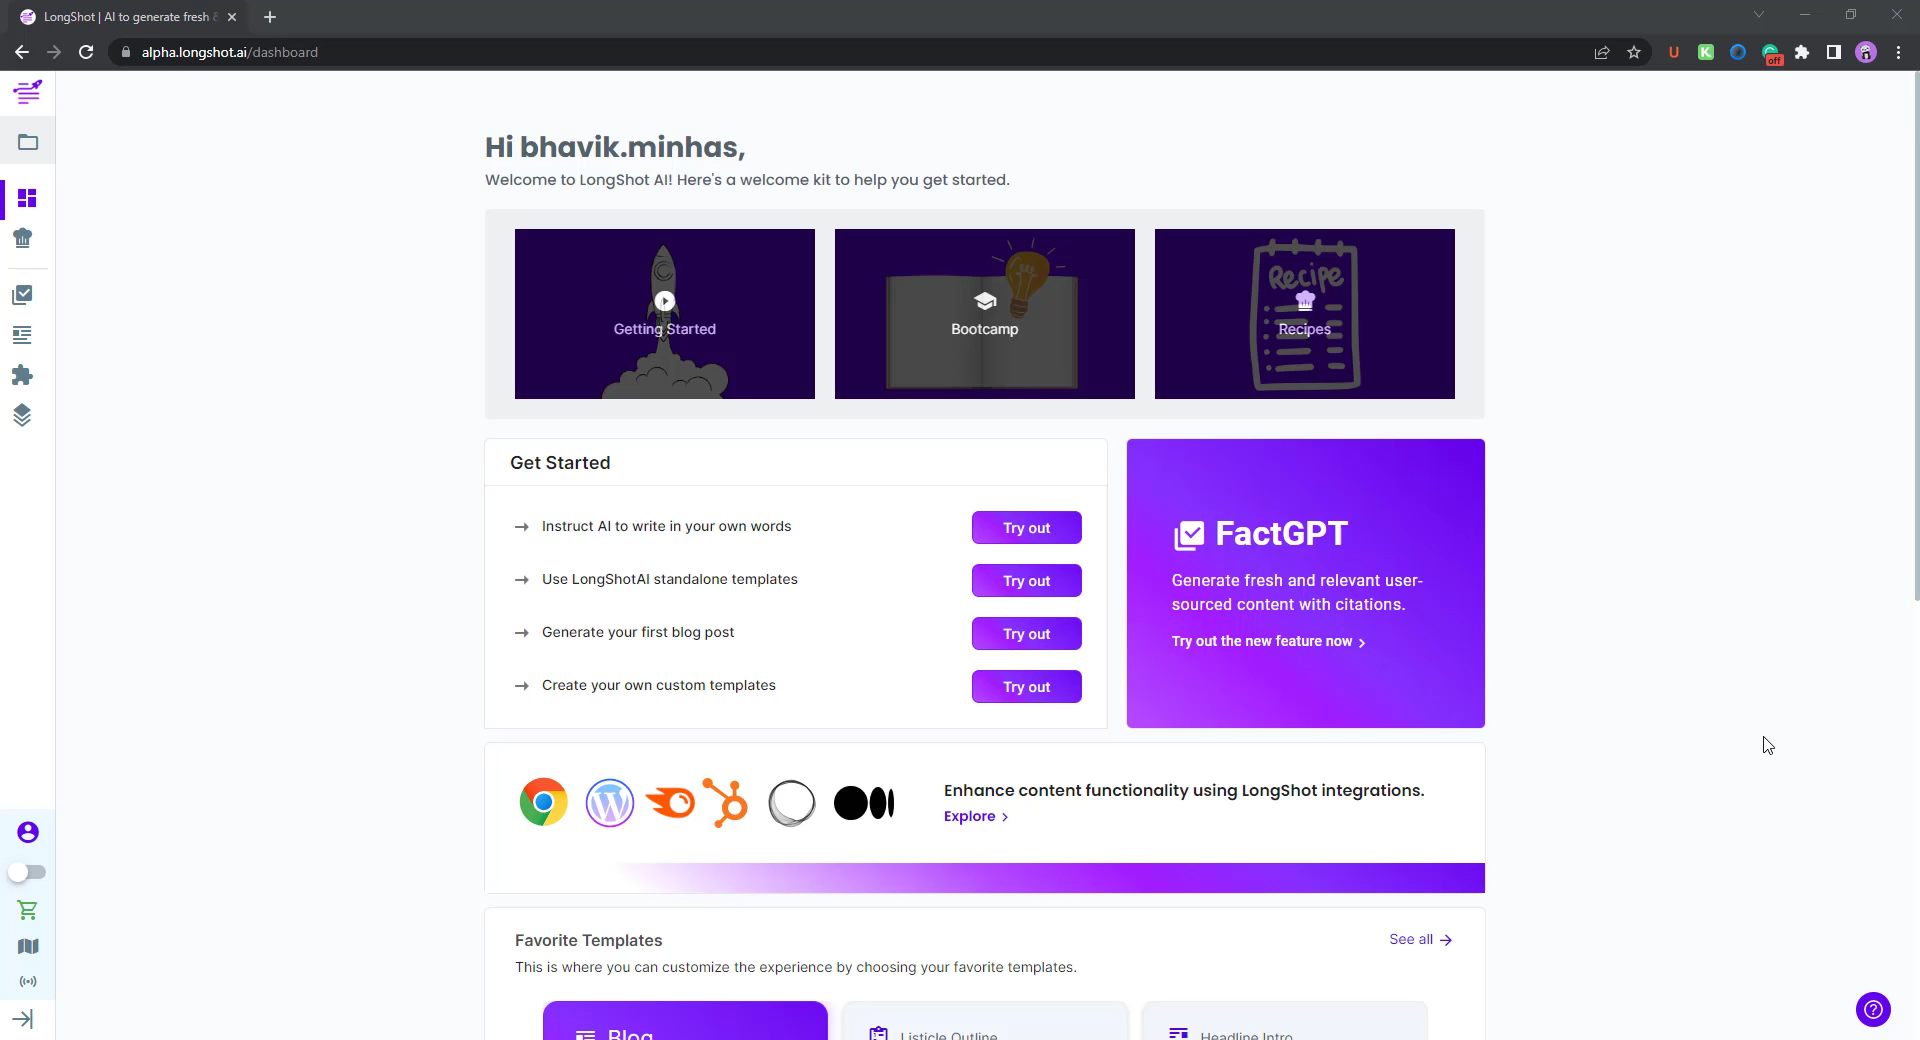 LongShot | AI to generate fresh &
alpha.longshot.ai/dashboard
U
K
off
Hi bhavik.minhas,
Welcome to LongShot AI! Here's a welcome kit to help you get started.
Getting Started
Bootcamp
Recipe
Recipes
Get Started
Instruct AI to write in your own words
Try out
Use LongShotAI standalone templates
Try out
Generate your first blog post
Try out
Create your own custom templates
Try out
FactGPT
Generate fresh and relevant user-
sourced content with citations.
Try out the new feature now
Enhance content functionality using LongShot integrations.
Explore
Favorite Templates
See all
This is where you can customize the experience by choosing your favorite templates.
Blog
Listicle Outline
Headline Intro